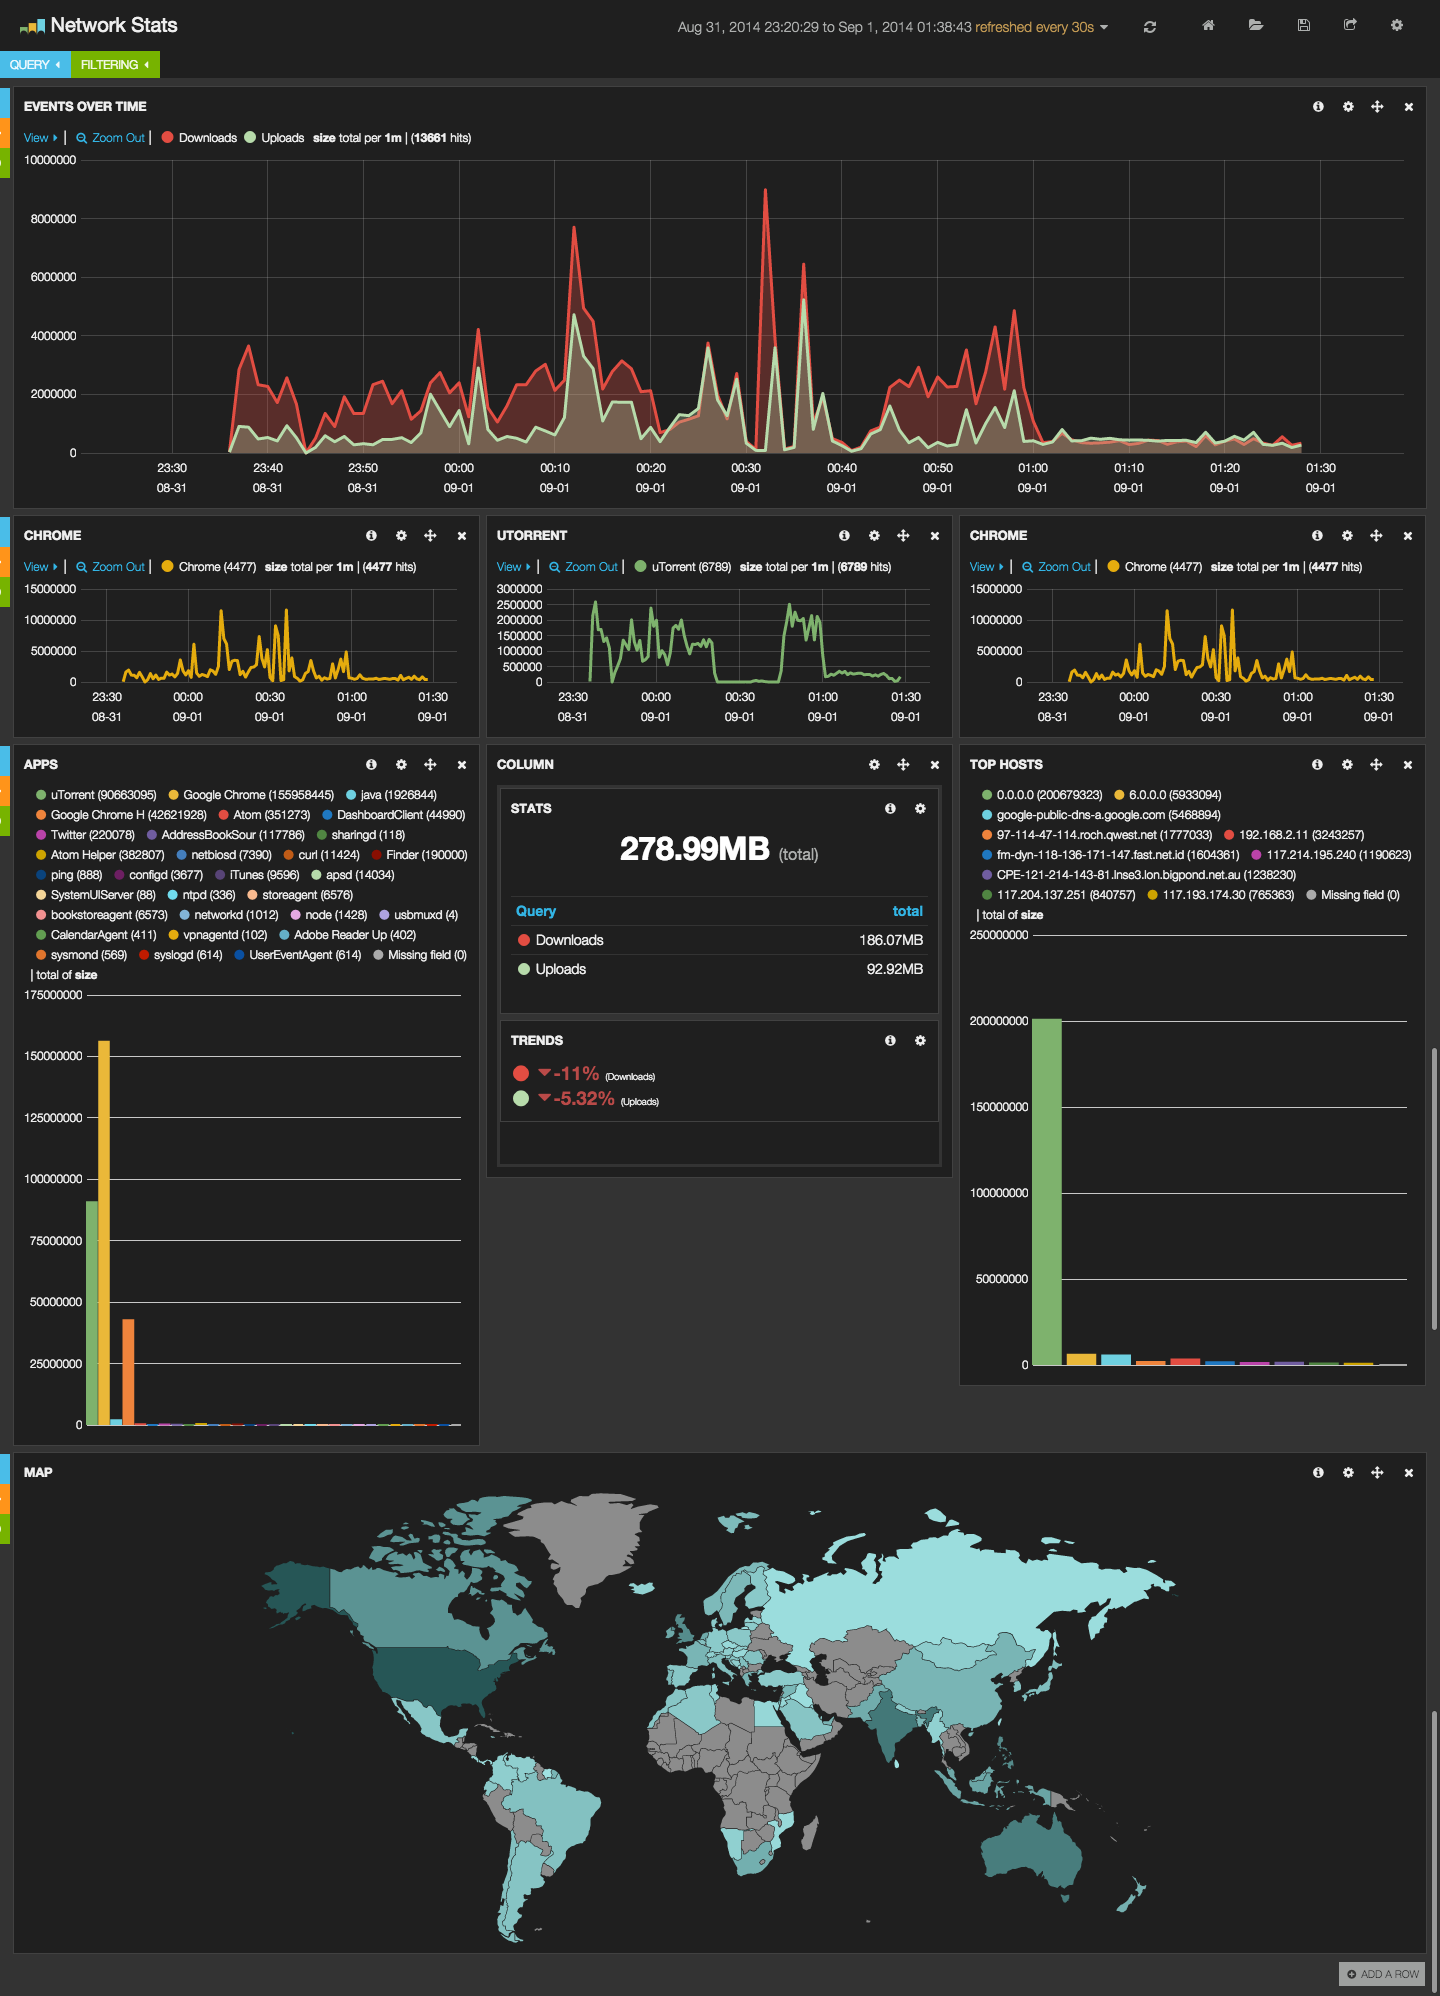 Network Stats
Aug 31, 2014 23:20:29 to Sep 1, 2014 01:38:43 refreshed every 30s
QUERY FILTERING
EVENTS OVER TIME
View | Zoom Out | Downloads Uploads size total per 1m | (13661 hits)
10000000
8000000
6000000
4000000
2000000
0
23:30 23:40 23:50 00:00 00:10 00:20 00:30 00:40 00:50 01:00 01:10 01:20 01:30
08-31 08-31 08-31 09-01 09-01 09-01 09-01 09-01 09-01 09-01 09-01 09-01 09-01
CHROME
View | Zoom Out | Chrome (4477) size total per 1m | (4477 hits)
15000000
10000000
5000000
0
23:30 00:00 00:30 01:00 01:30
08-31 09-01 09-01 09-01 09-01
UTORRENT
View | Zoom Out | uTorrent (6789) size total per 1m | (6789 hits)
3000000
2500000
2000000
1500000
1000000
500000
0
23:30 00:00 00:30 01:00 01:30
08-31 09-01 09-01 09-01 09-01
CHROME
View | Zoom Out | Chrome (4477) size total per 1m | (4477 hits)
15000000
10000000
5000000
0
23:30 00:00 00:30 01:00 01:30
08-31 09-01 09-01 09-01 09-01
APPS
uTorrent (90663095) Google Chrome (155958445) java (1926844)
Google Chrome H (42621928) Atom (351273) DashboardClient (44990)
Twitter (220078) AddressBookSour (117786) sharingd (118)
Atom Helper (382807) netbiosd (7390) curl (11424) Finder (190000)
ping (888) configd (3677) iTunes (9596) apsd (14034)
SystemUIServer (88) ntpd (336) storeagent (6576)
bookstoreagent (6573) networkd (1012) node (1428) usbmuxd (4)
CalendarAgent (411) vpnagentd (102) Adobe Reader Up (402)
sysmond (569) syslogd (614) UserEventAgent (614) Missing field (0)
| total of size
175000000
150000000
125000000
100000000
75000000
50000000
25000000
0
COLUMN
STATS
278.99MB (total)
Query total
Downloads 186.07MB
Uploads 92.92MB
TRENDS
-11% (Downloads)
-5.32% (Uploads)
TOP HOSTS
0.0.0.0 (200679323) 6.0.0.0 (5933094)
google-public-dns-a.google.com (5468894)
97-114-47-114.roch.qwest.net (1777033) 192.168.2.11 (3243257)
fm-dyn-118-136-171-147.fast.net.id (1604361) 117.214.195.240 (1190623)
CPE-121-214-143-81.lnse3.lon.bigpond.net.au (1238230)
117.204.137.251 (840757) 117.193.174.30 (765363) Missing field (0)
| total of size
250000000
200000000
150000000
100000000
50000000
0
MAP
ADD A ROW